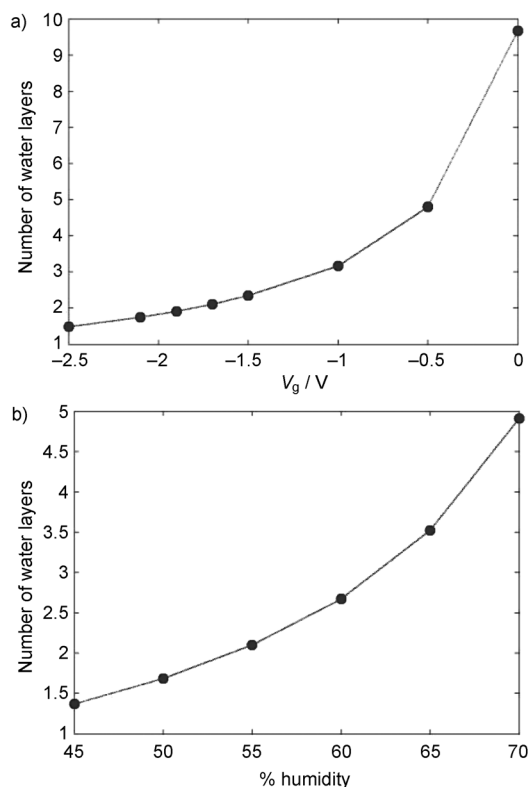 a)
Number of water layers
10
9
8
7
6
5
4
3
2
1
–2.5 –2 –1.5 –1 –0.5 0
Vg / V
b)
Number of water layers
5
4.5
4
3.5
3
2.5
2
1.5
1
45 50 55 60 65 70
% humidity